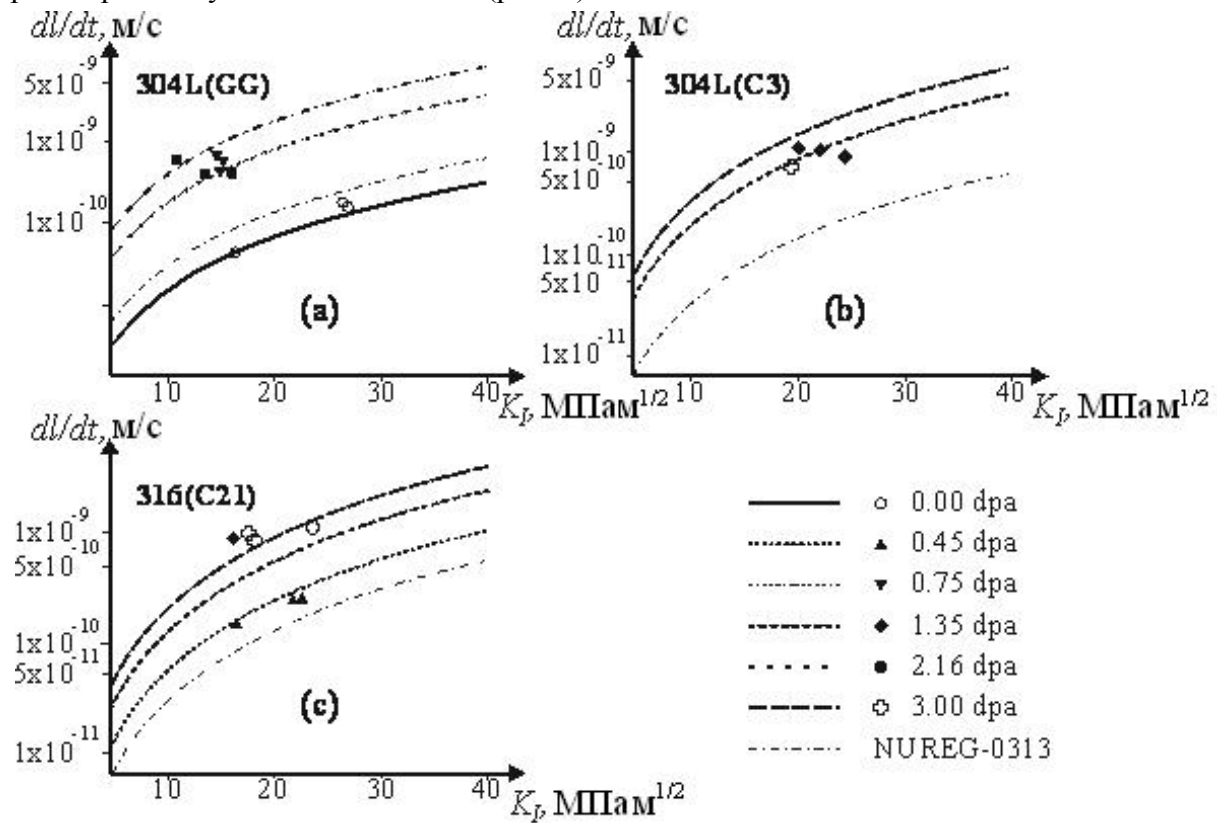 dl/dt, м/с
5x10⁻⁹
1x10⁻⁹
1x10⁻¹⁰
304L(GG)
(a)
10 20 30 40
K_I, МПам^1/2
dl/dt, м/с
5x10⁻⁹
1x10⁻⁹
5x10⁻¹⁰
1x10⁻¹⁰
5x10⁻¹¹
1x10⁻¹¹
304L(C3)
(b)
10 20 30 40
K_I, МПам^1/2
dl/dt, м/с
1x10⁻⁹
5x10⁻¹⁰
1x10⁻¹⁰
5x10⁻¹¹
1x10⁻¹¹
316(C21)
(c)
10 20 30 40
K_I, МПам^1/2
0.00 dpa
0.45 dpa
0.75 dpa
1.35 dpa
2.16 dpa
3.00 dpa
NUREG-0313